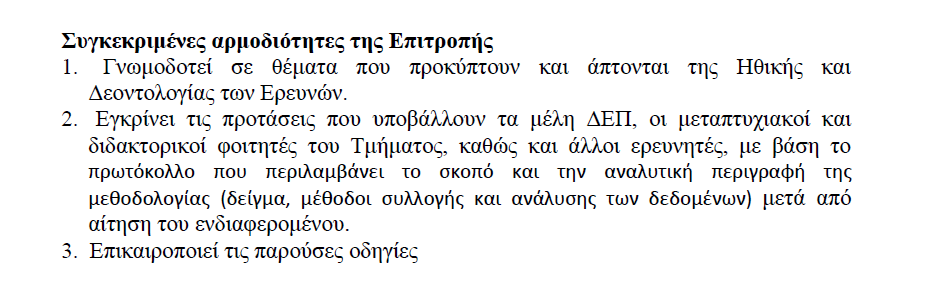 Συγκεκριμένες αρμοδιότητες της Επιτροπής
1. Γνωμοδοτεί σε θέματα που προκύπτουν και άπτονται της Ηθικής και
Δεοντολογίας των Ερευνών.
2. Εγκρίνει τις προτάσεις που υποβάλλουν τα μέλη ΔΕΠ, οι μεταπτυχιακοί και
διδακτορικοί φοιτητές του Τμήματος, καθώς και άλλοι ερευνητές, με βάση το
πρωτόκολλο που περιλαμβάνει το σκοπό και την αναλυτική περιγραφή της
μεθοδολογίας (δείγμα, μέθοδοι συλλογής και ανάλυσης των δεδομένων) μετά από
αίτηση του ενδιαφερομένου.
3. Επικαιροποιεί τις παρούσες οδηγίες